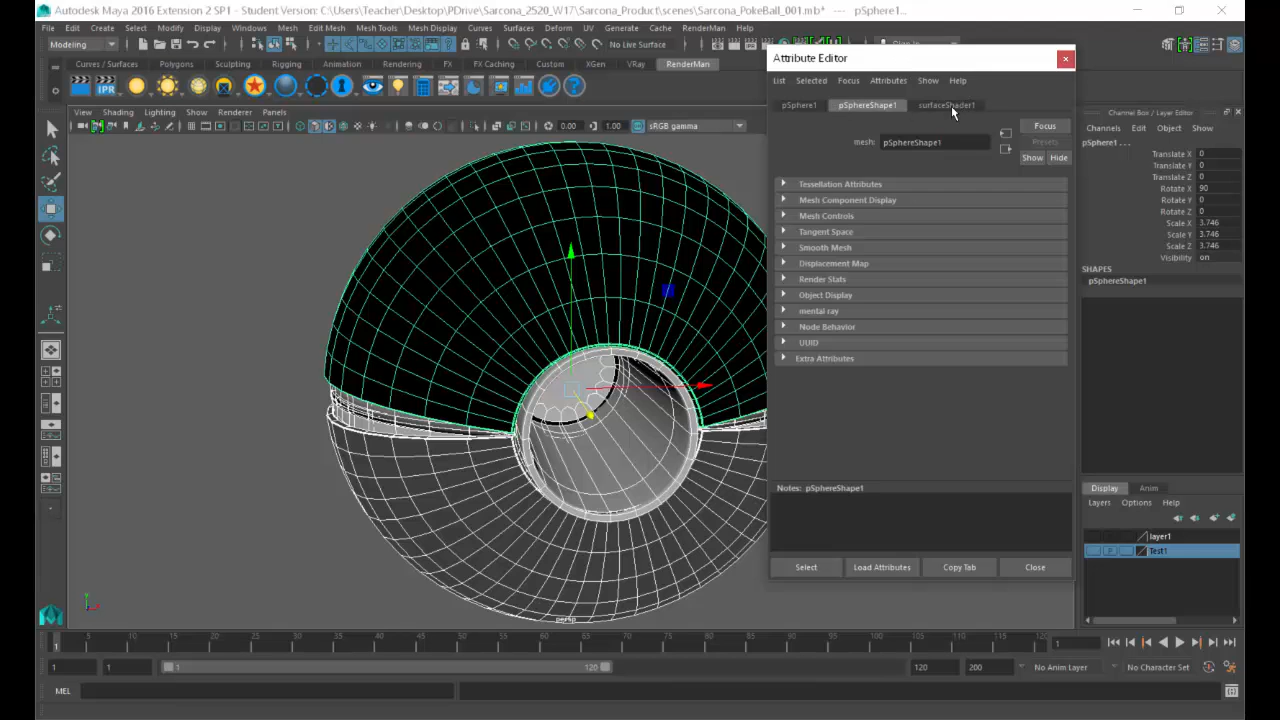 Autodesk Maya 2016 Extension 2 SP1 - Student Version: C:\Users\Teacher\Desktop\PDrive\Sarcona_2520_W17\Sarcona_Product\scenes\Sarcona_PokeBall_001.mb* --- pSphere1...
File Edit Create Select Modify Display Windows Mesh Edit Mesh Mesh Tools Mesh Display Curves Surfaces Deform UV Generate Cache RenderMan Help
Modeling No Live Surface
Curves / Surfaces Polygons Sculpting Rigging Animation Rendering FX FX Caching Custom XGen VRay RenderMan
IPR
View Shading Lighting Show Renderer Panels
0.00 1.00 sRGB gamma
Attribute Editor
List Selected Focus Attributes Show Help
pSphere1 pSphereShape1 surfaceShader1
mesh: pSphereShape1
Focus
Presets
Show Hide
Tessellation Attributes
Mesh Component Display
Mesh Controls
Tangent Space
Smooth Mesh
Displacement Map
Render Stats
Object Display
mental ray
Node Behavior
UUID
Extra Attributes
Notes: pSphereShape1
Select Load Attributes Copy Tab Close
Channel Box / Layer Editor
Channels Edit Object Show
pSphere1 . . .
Translate X 0
Translate Y 0
Translate Z 0
Rotate X 90
Rotate Y 0
Rotate Z 0
Scale X 3.746
Scale Y 3.746
Scale Z 3.746
Visibility on
SHAPES
pSphereShape1
Display Anim
Layers Options Help
layer1
P Test1
persp
5 10 15 20 25 30 35 40 45 50 55 60 65 70 75 80 85 90 95 100 105 110 115 120
1 1
1 1 1 120 120 200 No Anim Layer No Character Set
MEL